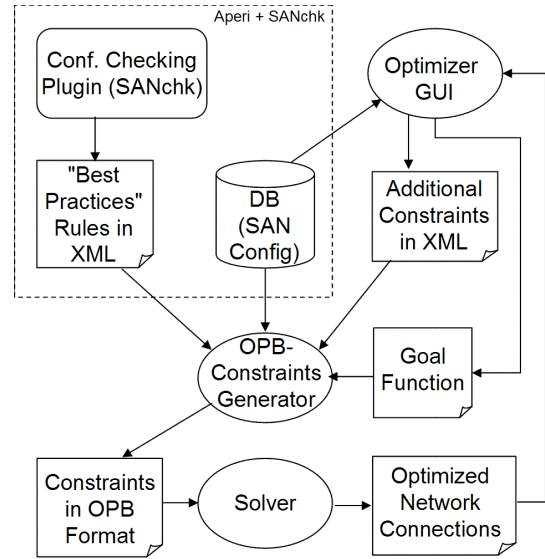 Aperi + SANchk
Conf. Checking
Plugin (SANchk)
Optimizer
GUI
"Best
Practices"
Rules in
XML
DB
(SAN
Config)
Additional
Constraints
in XML
OPB-
Constraints
Generator
Goal
Function
Constraints
in OPB
Format
Solver
Optimized
Network
Connections